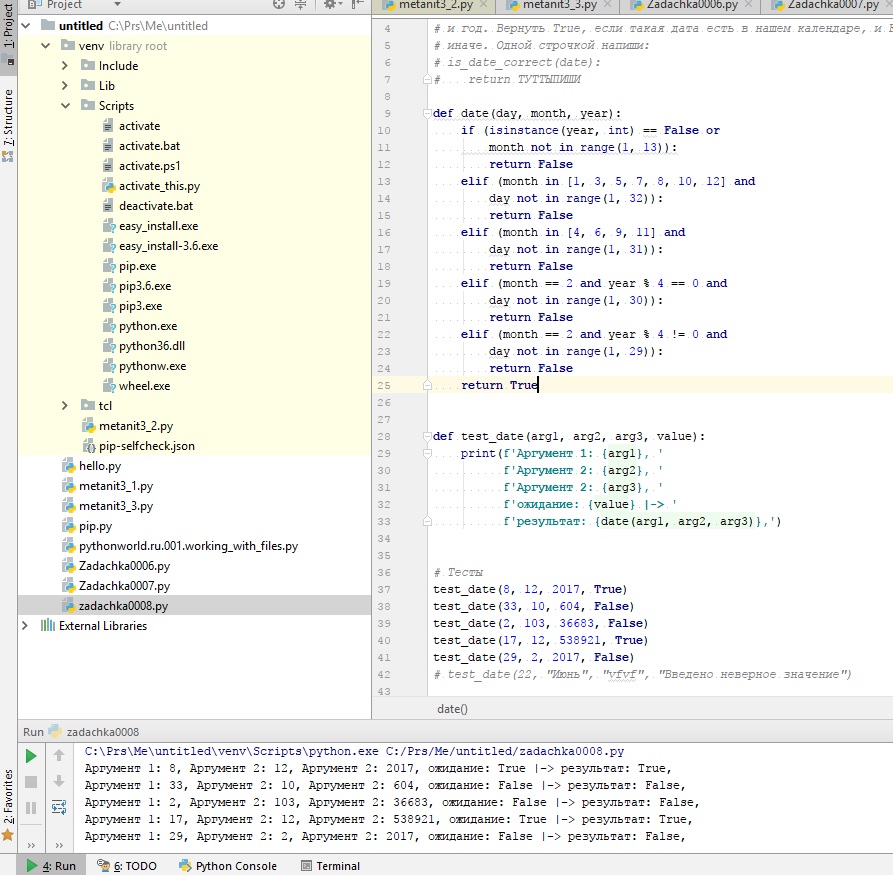 Project
metanit3_2.py
metanit3_3.py
Zadachka0006.py
Zadachka0007.py
1: Project
7: Structure
2: Favorites
untitled C:\Prs\Me\untitled
venv library root
Include
Lib
Scripts
activate
activate.bat
activate.ps1
activate_this.py
deactivate.bat
easy_install.exe
easy_install-3.6.exe
pip.exe
pip3.6.exe
pip3.exe
python.exe
python36.dll
pythonw.exe
wheel.exe
tcl
metanit3_2.py
pip-selfcheck.json
hello.py
metanit3_1.py
metanit3_3.py
pip.py
pythonworld.ru.001.working_with_files.py
Zadachka0006.py
Zadachka0007.py
zadachka0008.py
External Libraries
4 # и год. Вернуть True, если такая дата есть в нашем календаре, и
5 # иначе. Одной строчкой напиши:
6 # is_date_correct(date):
7 # return ТУТТЫПИШИ
8
9 def date(day, month, year):
10 if (isinstance(year, int) == False or
11 month not in range(1, 13)):
12 return False
13 elif (month in [1, 3, 5, 7, 8, 10, 12] and
14 day not in range(1, 32)):
15 return False
16 elif (month in [4, 6, 9, 11] and
17 day not in range(1, 31)):
18 return False
19 elif (month == 2 and year % 4 == 0 and
20 day not in range(1, 30)):
21 return False
22 elif (month == 2 and year % 4 != 0 and
23 day not in range(1, 29)):
24 return False
25 return True
26
27
28 def test_date(arg1, arg2, arg3, value):
29 print(f'Аргумент 1: {arg1}, '
30 f'Аргумент 2: {arg2}, '
31 f'Аргумент 2: {arg3}, '
32 f'ожидание: {value} |-> '
33 f'результат: {date(arg1, arg2, arg3)},')
34
35
36 # Тесты
37 test_date(8, 12, 2017, True)
38 test_date(33, 10, 604, False)
39 test_date(2, 103, 36683, False)
40 test_date(17, 12, 538921, True)
41 test_date(29, 2, 2017, False)
42 # test_date(22, "Июнь", "vfvf", "Введено неверное значение")
43
date()
Run zadachka0008
C:\Prs\Me\untitled\venv\Scripts\python.exe C:/Prs/Me/untitled/zadachka0008.py
Аргумент 1: 8, Аргумент 2: 12, Аргумент 2: 2017, ожидание: True |-> результат: True,
Аргумент 1: 33, Аргумент 2: 10, Аргумент 2: 604, ожидание: False |-> результат: False,
Аргумент 1: 2, Аргумент 2: 103, Аргумент 2: 36683, ожидание: False |-> результат: False,
Аргумент 1: 17, Аргумент 2: 12, Аргумент 2: 538921, ожидание: True |-> результат: True,
Аргумент 1: 29, Аргумент 2: 2, Аргумент 2: 2017, ожидание: False |-> результат: False,
4: Run
6: TODO
Python Console
Terminal